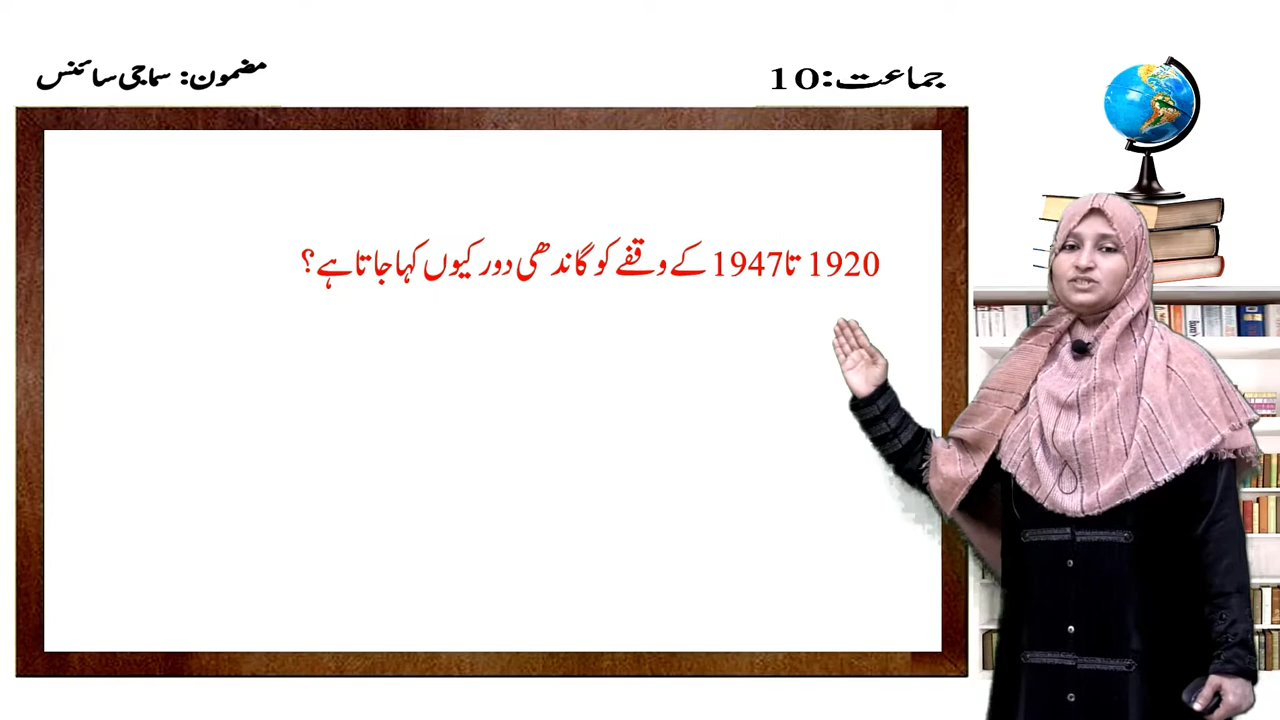 جماعت:10
مضمون: سماجی سائنس
1920 تا 1947 کے وقفے کو گاندھی دور کیوں کہا جاتا ہے؟